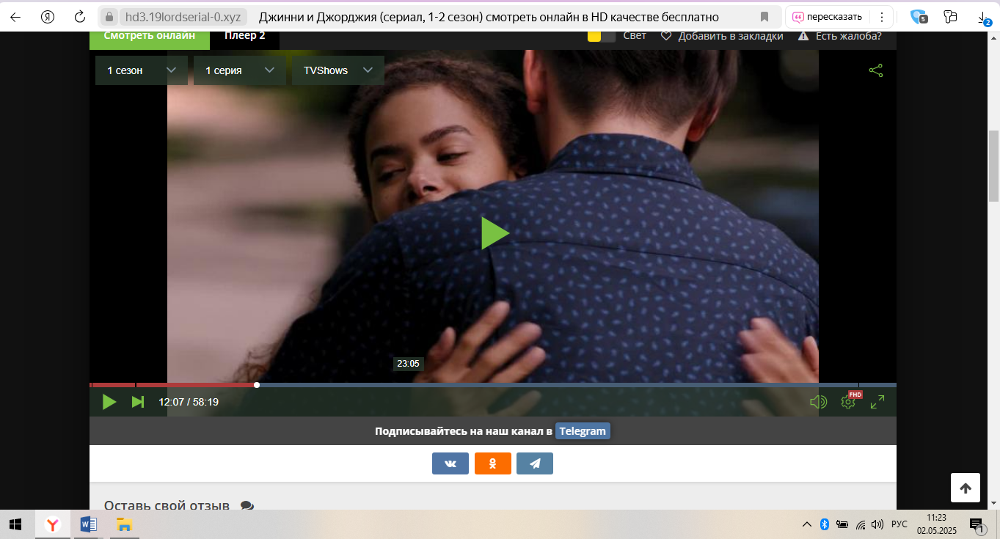 Я
hd3.19lordserial-0.xyz Джинни и Джорджия (сериал, 1-2 сезон) смотреть онлайн в HD качестве бесплатно пересказать 5 2
Смотреть онлайн Плеер 2 Свет Добавить в закладки Есть жалоба?
1 сезон 1 серия TVShows
23:05
12:07 / 58:19 FHD
Подписывайтесь на наш канал в Telegram
Оставь свой отзыв
Y W РУС 11:23
02.05.2025 1